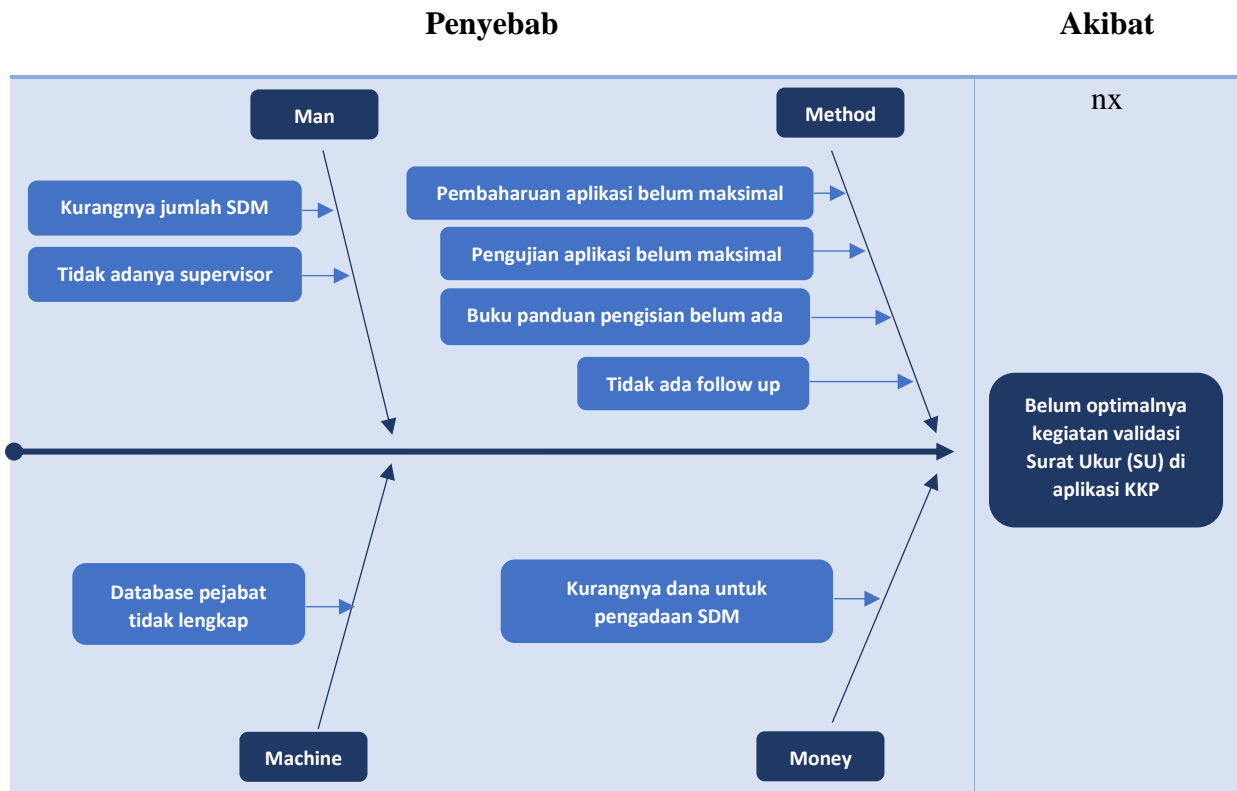 Penyebab
Akibat
nx
Man
Method
Kurangnya jumlah SDM
Tidak adanya supervisor
Pembaharuan aplikasi belum maksimal
Pengujian aplikasi belum maksimal
Buku panduan pengisian belum ada
Tidak ada follow up
Belum optimalnya
kegiatan validasi
Surat Ukur (SU) di
aplikasi KKP
Database pejabat
tidak lengkap
Kurangnya dana untuk
pengadaan SDM
Machine
Money